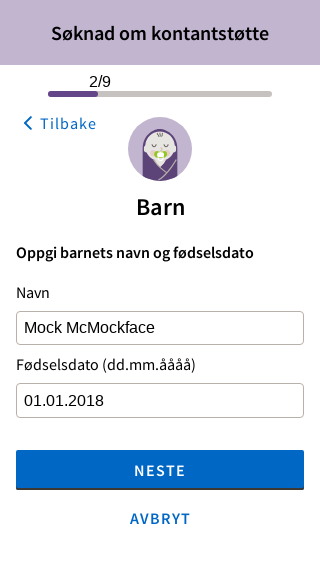 Søknad om kontantstøtte
2/9
Tilbake
Barn
Oppgi barnets navn og fødselsdato
Navn
Mock McMockface
Fødselsdato (dd.mm.åååå)
01.01.2018
NESTE
AVBRYT